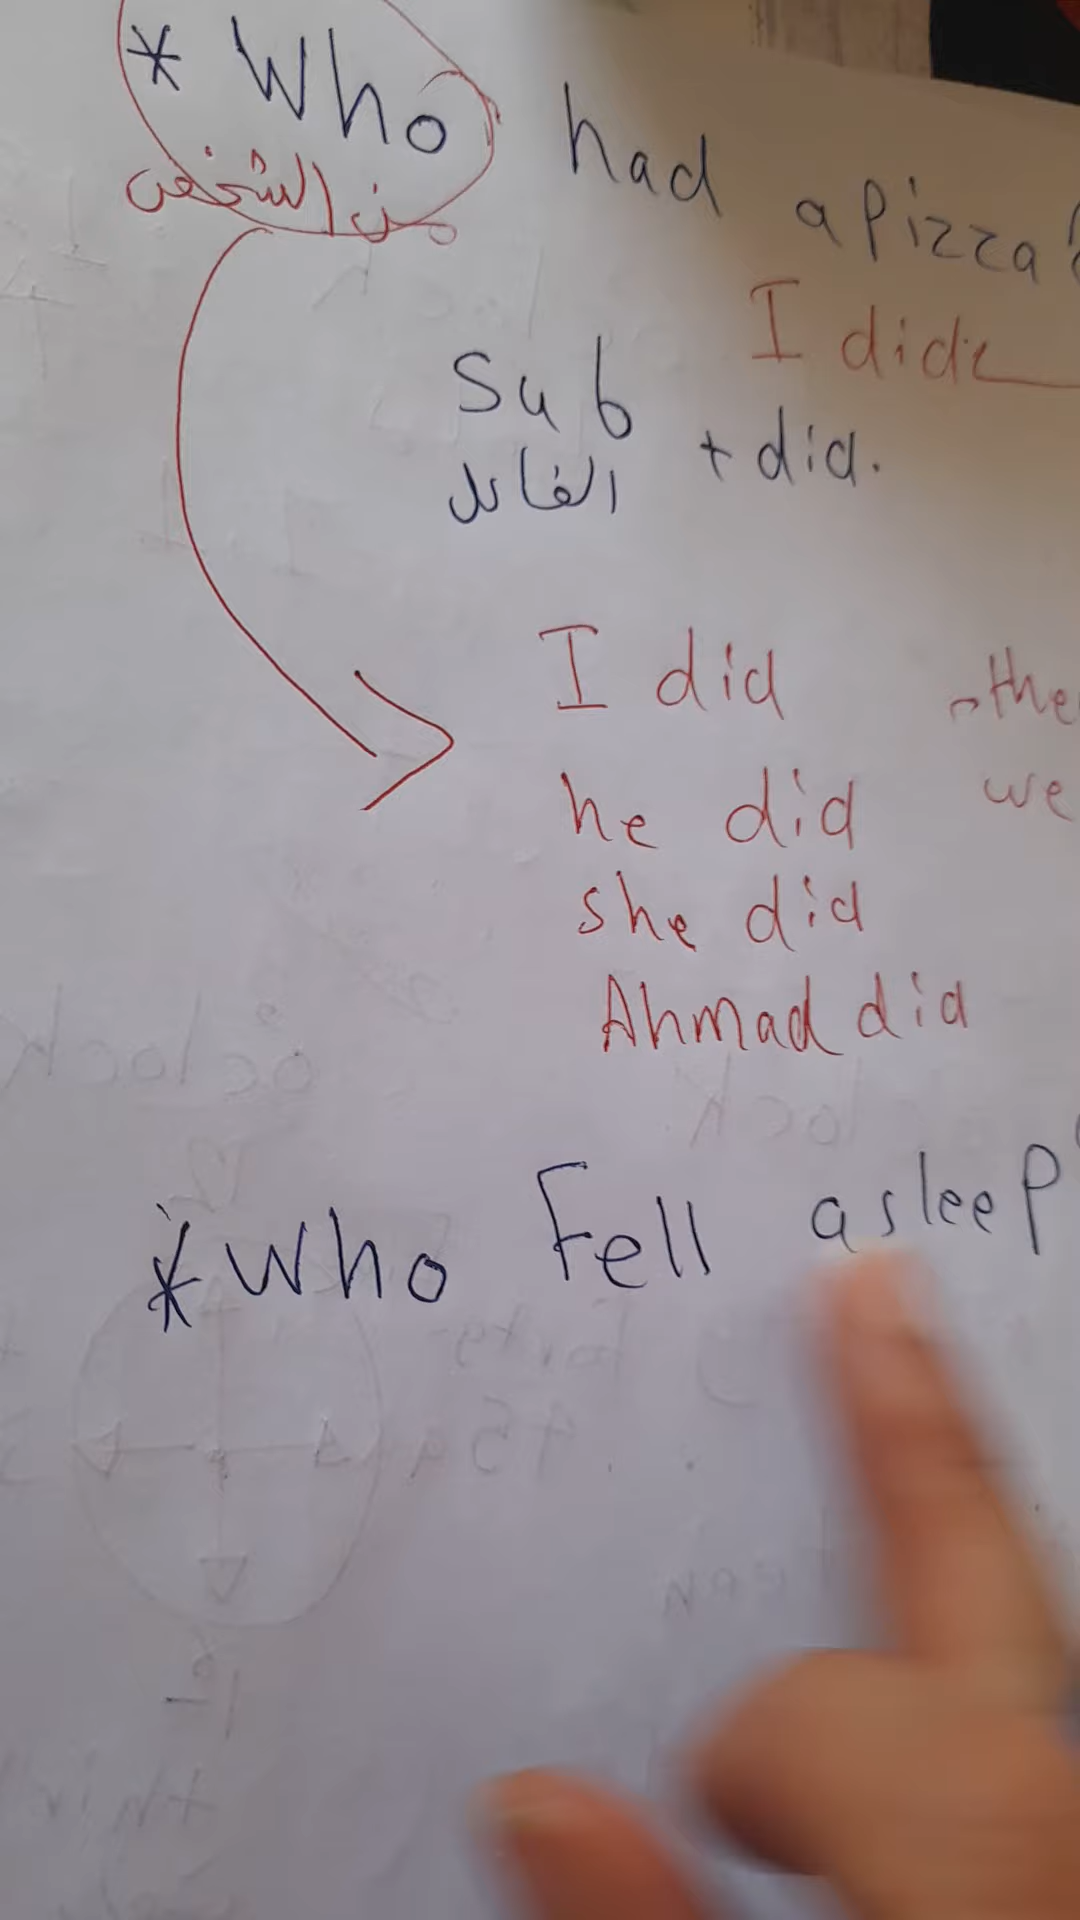 * Who had a Pizza?
من الشخص
I did
Sub + did.
الفاعل
I did
he did we
she did
Ahmad did
* Who Fell asleep?